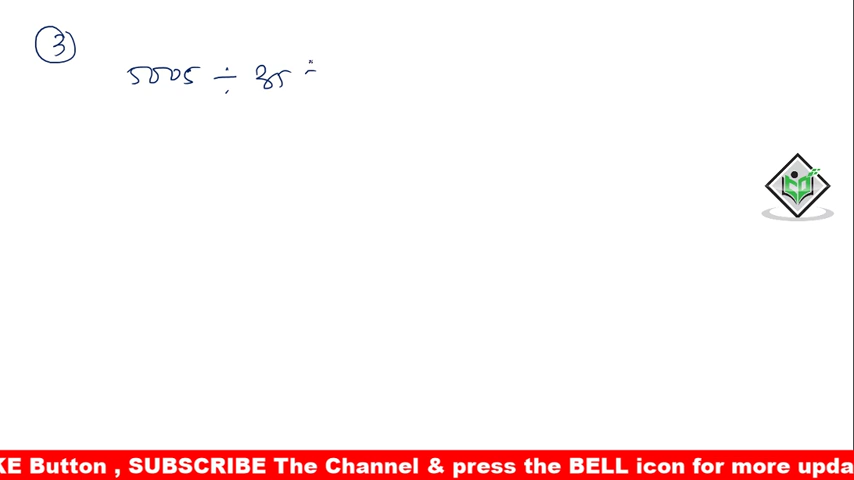 ③
5005 ÷ 35 ÷
KE Button , SUBSCRIBE The Channel & press the BELL icon for more upda